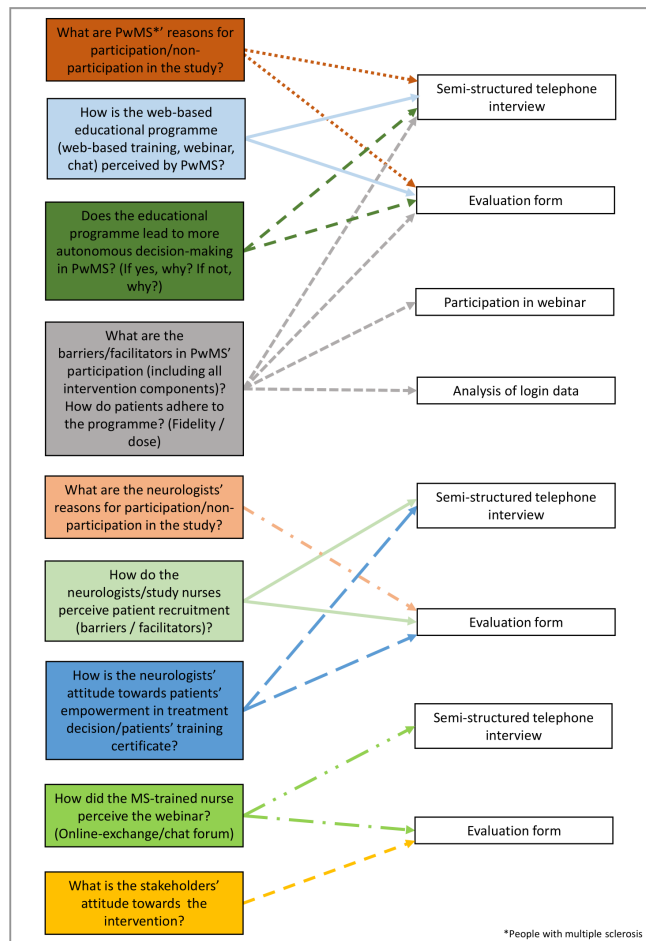 What are PwMS*’ reasons for
participation/non-
participation in the study?
How is the web-based
educational programme
(web-based training, webinar,
chat) perceived by PwMS?
Does the educational
programme lead to more
autonomous decision-making
in PwMS? (If yes, why? If not,
why?)
What are the
barriers/facilitators in PwMS’
participation (including all
intervention components)?
How do patients adhere to
the programme? (Fidelity /
dose)
Semi-structured telephone
interview
Evaluation form
Participation in webinar
Analysis of login data
What are the neurologists’
reasons for participation/non-
participation in the study?
How do the
neurologists/study nurses
perceive patient recruitment
(barriers / facilitators)?
How is the neurologists’
attitude towards patients’
empowerment in treatment
decision/patients’ training
certificate?
Semi-structured telephone
interview
Evaluation form
How did the MS-trained nurse
perceive the webinar?
(Online-exchange/chat forum)
What is the stakeholders’
attitude towards the
intervention?
Semi-structured telephone
interview
Evaluation form
*People with multiple sclerosis